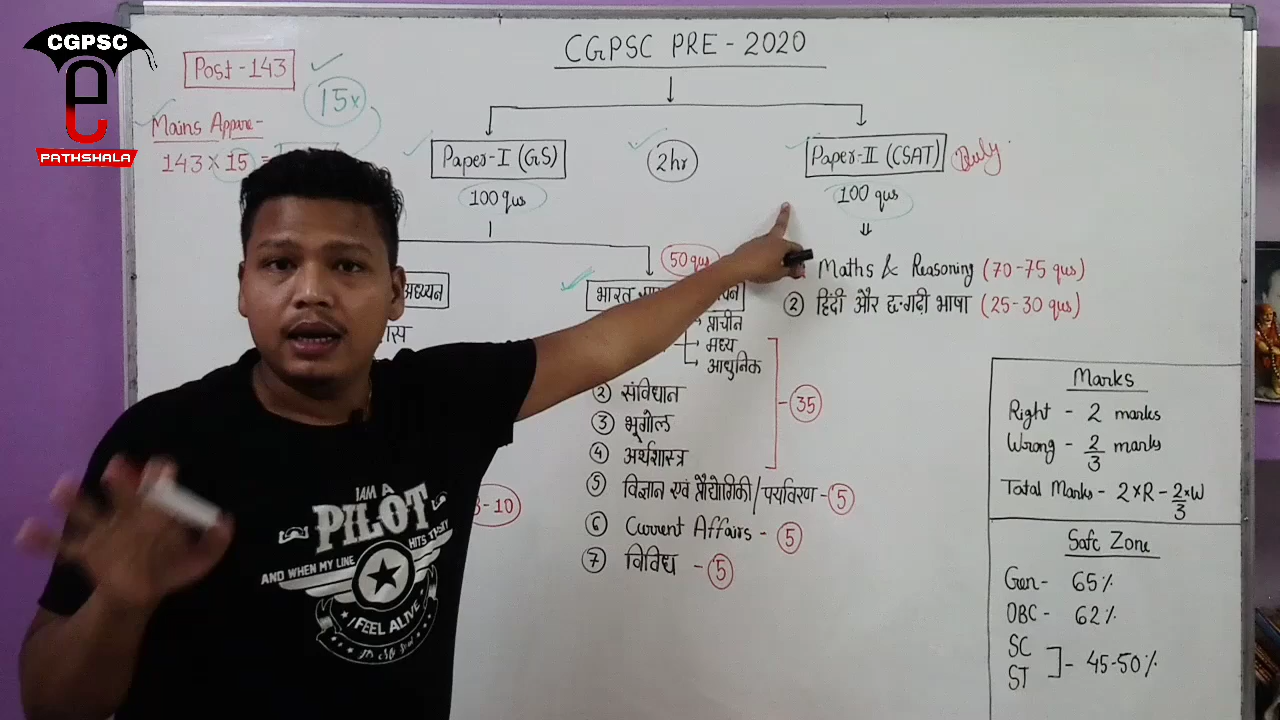 CGPSC
PATHSHALA
CGPSC PRE - 2020
Post - 143
15x
Mains Appare-
143 × 15 =
Paper-I (GS)
2hr
Paper-II (CSAT)
100 qus
100 qus
50 qus
Maths & Reasoning (70-75 qus)
② हिंदी और छ.गढ़ी भाषा (25-30 qus)
प्राचीन
मध्य
आधुनिक
② संविधान
35
③ भूगोल
④ अर्थशास्त्र
⑤ विज्ञान एवं प्रौद्योगिकी/पर्यावरण - 5
⑥ Current Affairs - 5
⑦ विविध - 5
-10
Marks
Right - 2 marks
Wrong - 2/3 marks
Total Marks - 2×R - 2×W/3
Safe Zone
Gen - 65%
OBC - 62%
SC
ST ] - 45-50%
I AM A
PILOT
AND WHEN MY LINE HITS THE
I FEEL ALIVE